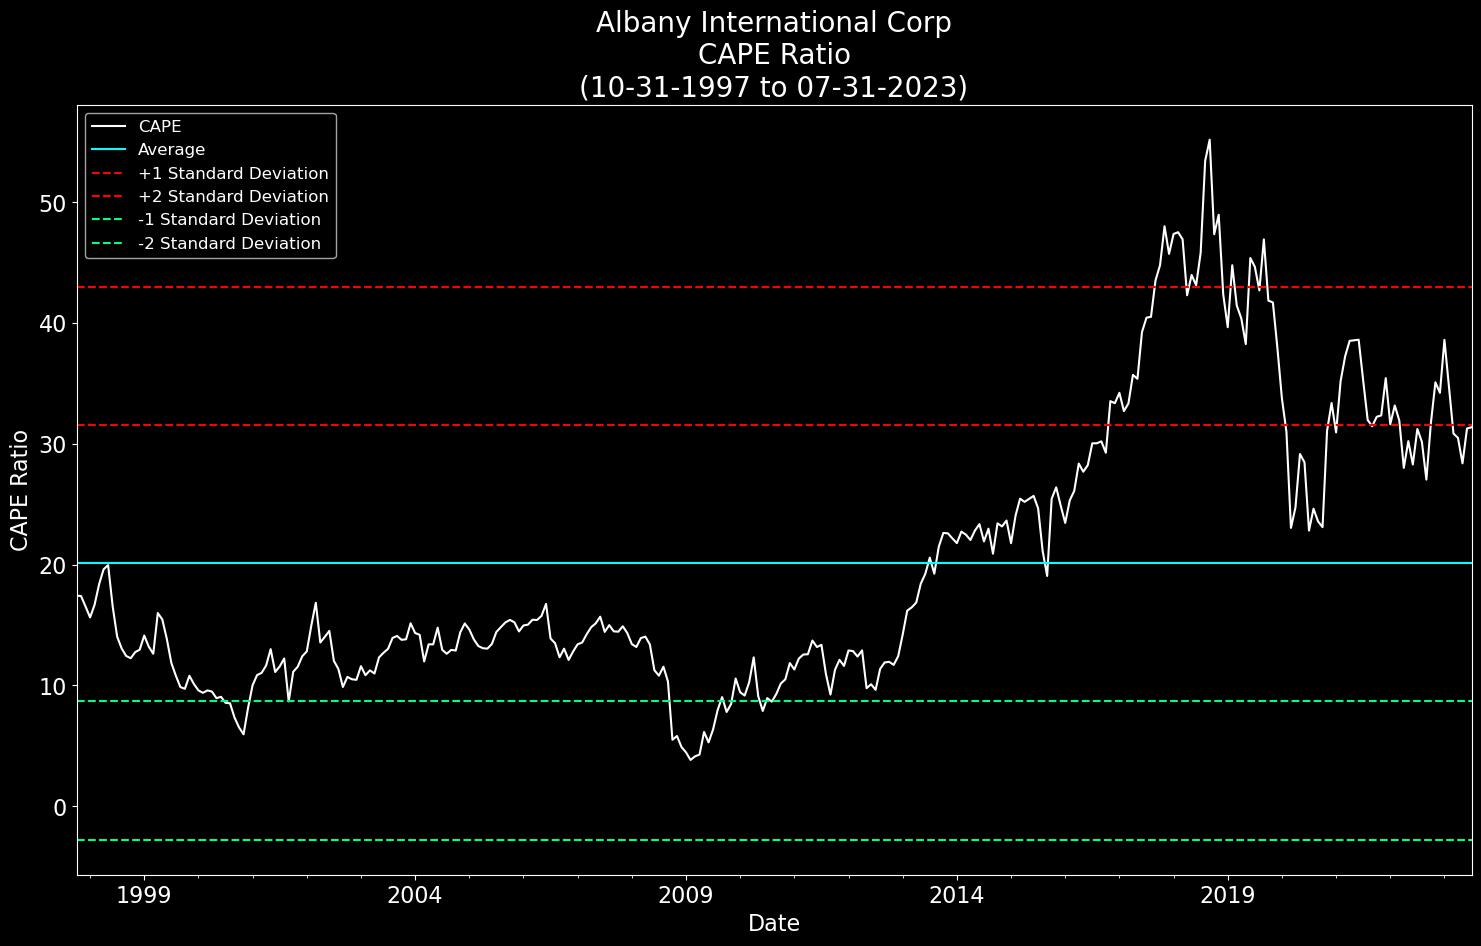 Albany International Corp
CAPE Ratio
(10-31-1997 to 07-31-2023)
CAPE
Average
+1 Standard Deviation
+2 Standard Deviation
-1 Standard Deviation
-2 Standard Deviation
50
40
30
20
10
0
CAPE Ratio
1999
2004
2009
2014
2019
Date